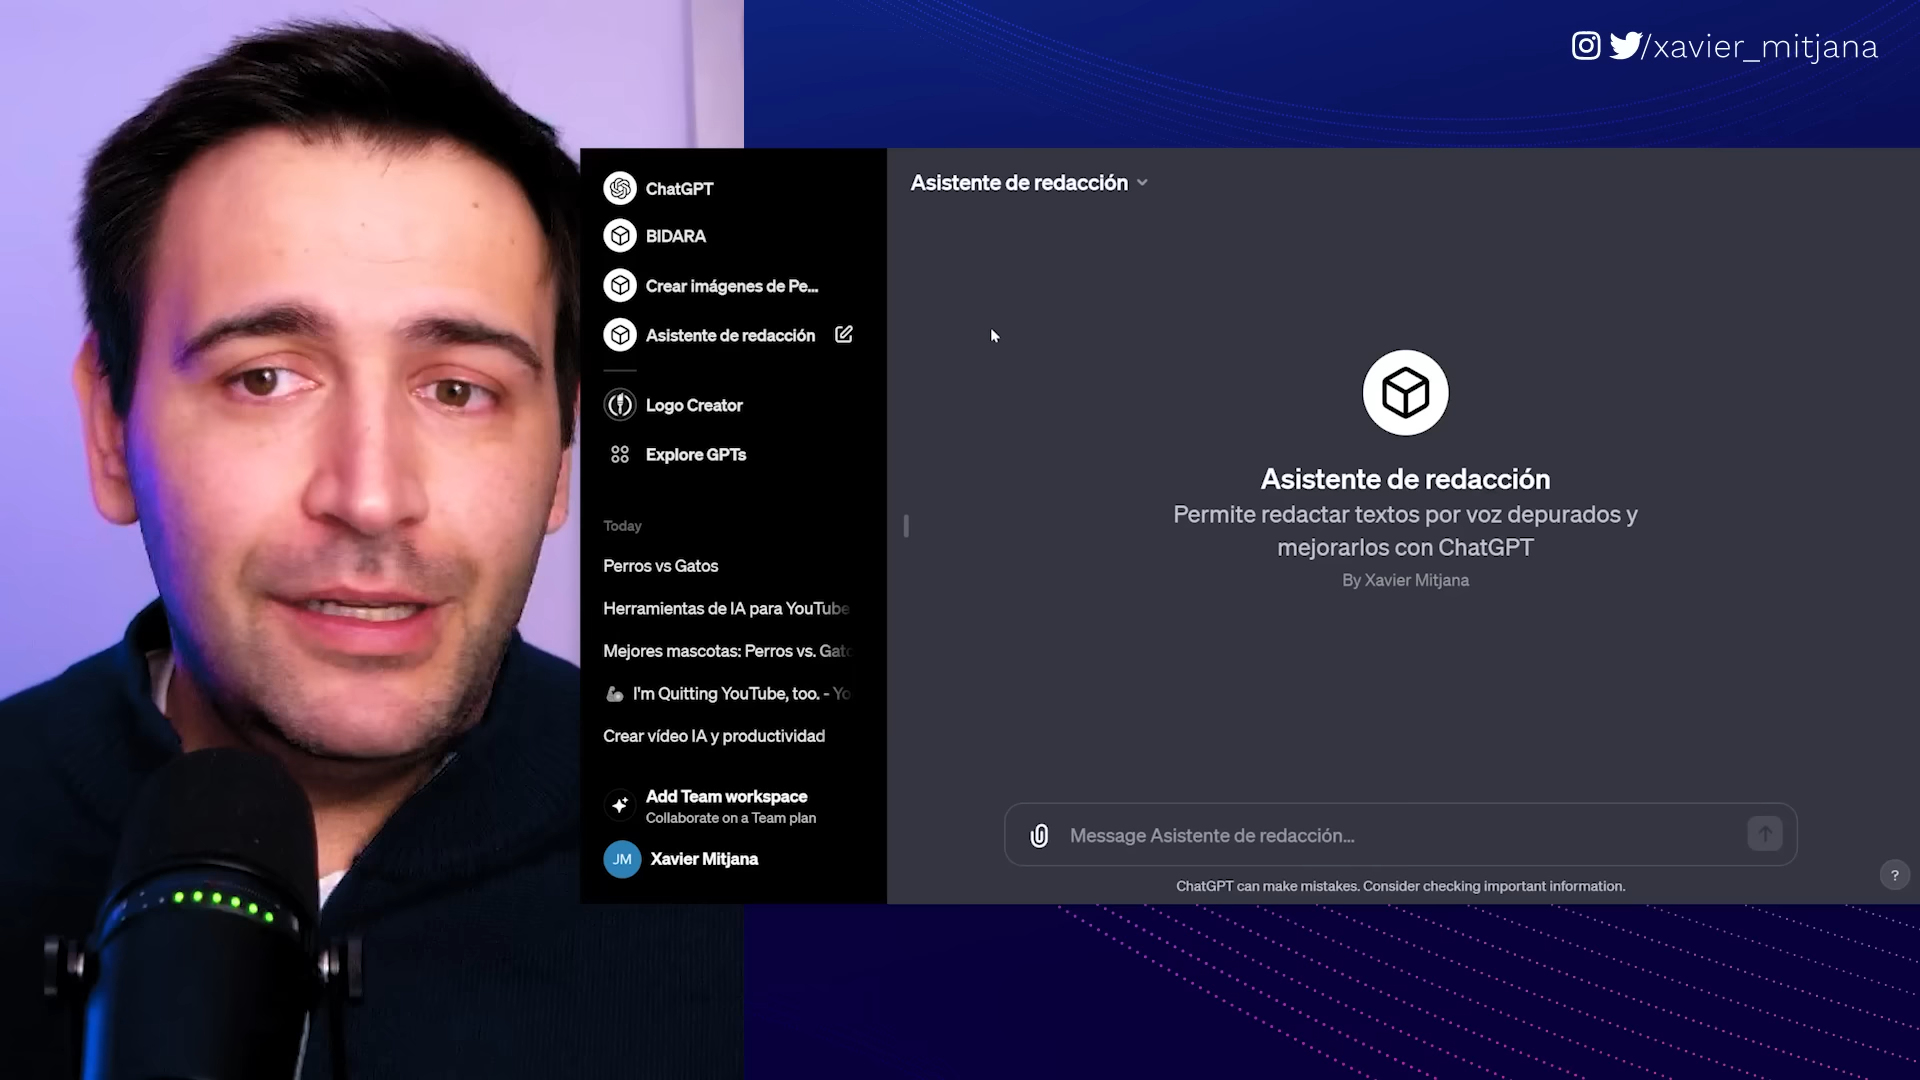 /xavier_mitjana
ChatGPT
BIDARA
Crear imágenes de Pe...
Asistente de redacción
Logo Creator
Explore GPTs
Today
Perros vs Gatos
Herramientas de IA para YouTube
Mejores mascotas: Perros vs. Gato
I'm Quitting YouTube, too. - Yo
Crear vídeo IA y productividad
Add Team workspace
Collaborate on a Team plan
JM
Xavier Mitjana
Asistente de redacción
Asistente de redacción
Permite redactar textos por voz depurados y
mejorarlos con ChatGPT
By Xavier Mitjana
Message Asistente de redacción...
ChatGPT can make mistakes. Consider checking important information.
?